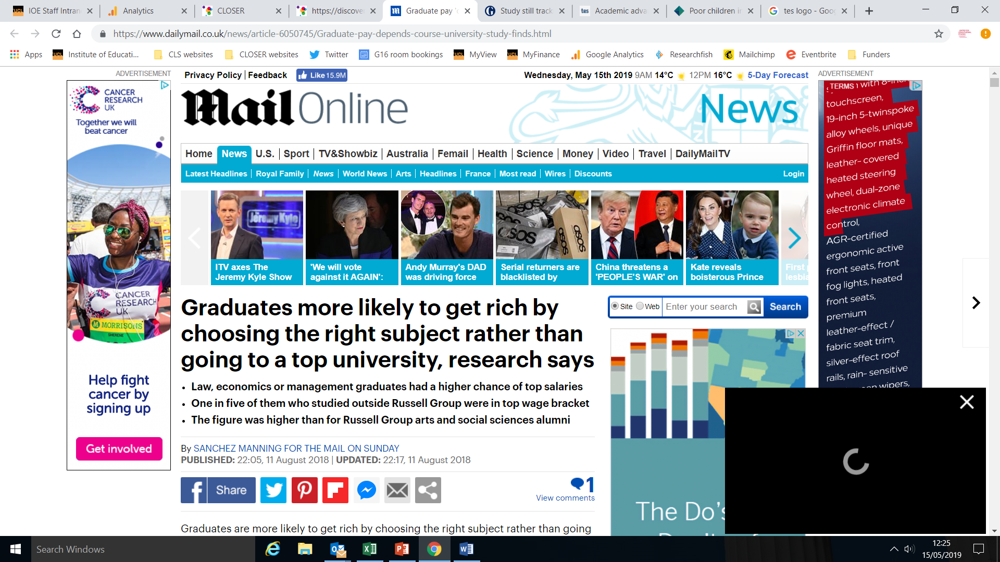 IOE Staff Intran
Analytics
CLOSER
https://discove
Graduate pay 'd
Study still track
tes Academic adva
Poor children in
tes logo - Goo
https://www.dailymail.co.uk/news/article-6050745/Graduate-pay-depends-course-university-study-finds.html
Apps
UCL Institute of Educati...
CLS websites
CLOSER websites
Twitter
G16 room bookings
UCL MyView
UCL MyFinance
Google Analytics
Researchfish
Mailchimp
Eventbrite
Funders
ADVERTISEMENT
CANCER
RESEARCH
UK
Together we will
beat cancer
CANCER
RESEARCH
UK
MORRISONS
SHERENE
Help fight
cancer by
signing up
Get involved
Privacy Policy | Feedback
Like 15.9M
Wednesday, May 15th 2019 9AM 14°C 12PM 16°C 5-Day Forecast
Mail Online
News
Home News U.S. Sport TV&Showbiz Australia Femail Health Science Money Video Travel DailyMailTV
Latest Headlines Royal Family News World News Arts Headlines France Most read Wires Discounts Login
The
Jeremy Kyle
ITV axes The
Jeremy Kyle Show
'We will vote
against it AGAIN':
Andy Murray's DAD
was driving force
asos
asos
Serial returners are
blacklisted by
China threatens a
'PEOPLE'S WAR' on
Kate reveals
boisterous Prince
First
lesbia
Graduates more likely to get rich by
choosing the right subject rather than
going to a top university, research says
• Law, economics or management graduates had a higher chance of top salaries
• One in five of them who studied outside Russell Group were in top wage bracket
• The figure was higher than for Russell Group arts and social sciences alumni
By SANCHEZ MANNING FOR THE MAIL ON SUNDAY
PUBLISHED: 22:05, 11 August 2018 | UPDATED: 22:17, 11 August 2018
Share
1
View comments
Graduates are more likely to get rich by choosing the right subject rather than going
Site Web Enter your search Search
The Do's
ADVERTISEMENT
TERMS with 8-inch
touchscreen,
19-inch 5-twinspoke
alloy wheels, unique
Griffin floor mats,
leather- covered
heated steering
wheel, dual-zone
electronic climate
control,
AGR-certified
ergonomic active
front seats, front
fog lights, heated
front seats,
premium
leather-effect /
fabric seat trim,
silver-effect roof
rails, rain- sensitive
wipers,
Search Windows
12:25
15/05/2019